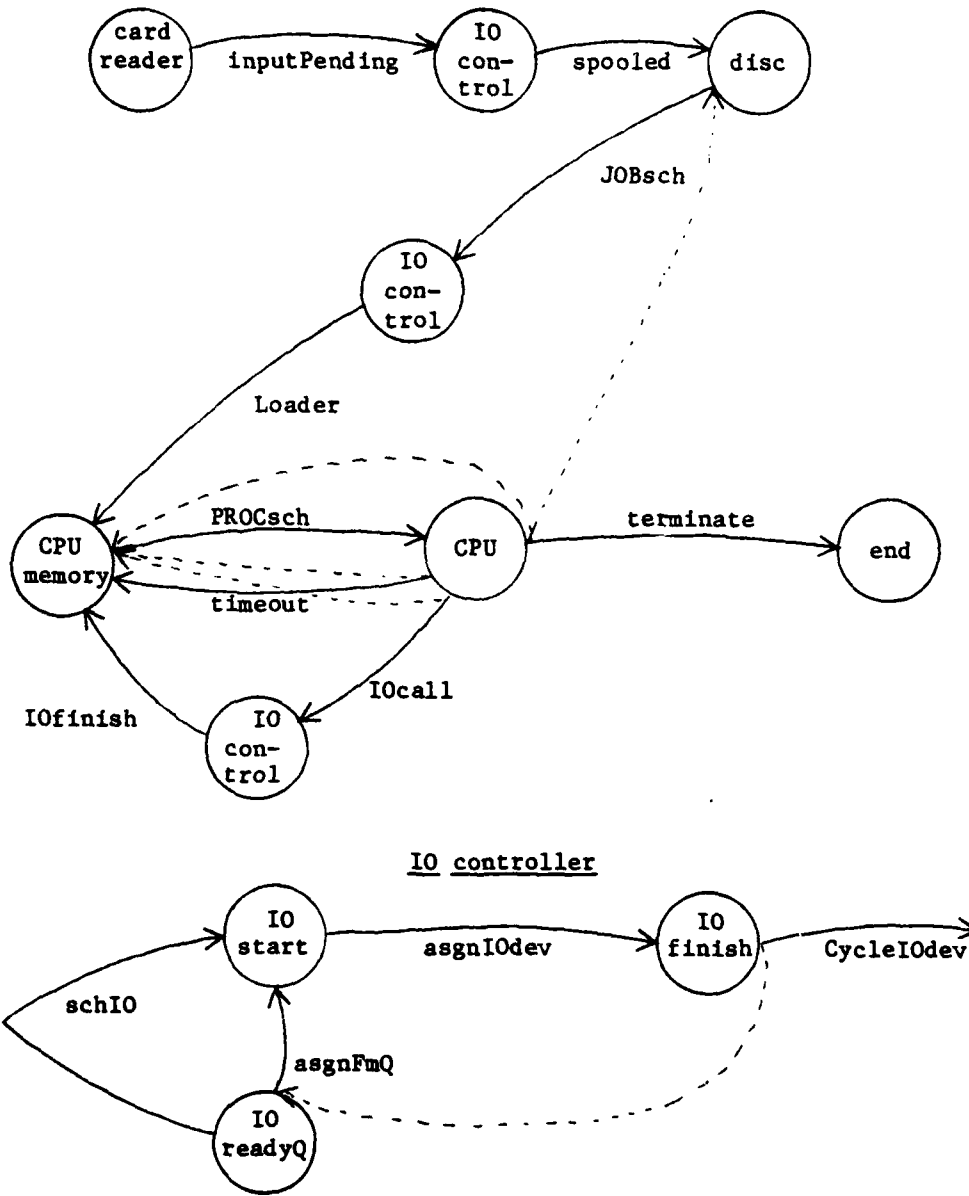 card
reader
inputPending
IO
con-
trol
spooled
disc
JOBsch
IO
con-
trol
Loader
CPU
memory
PROCsch
CPU
terminate
end
timeout
IOcall
IOfinish
IO
con-
trol
IO controller
IO
start
asgnIOdev
IO
finish
CycleIOdev
schIO
asgnFmQ
IO
readyQ